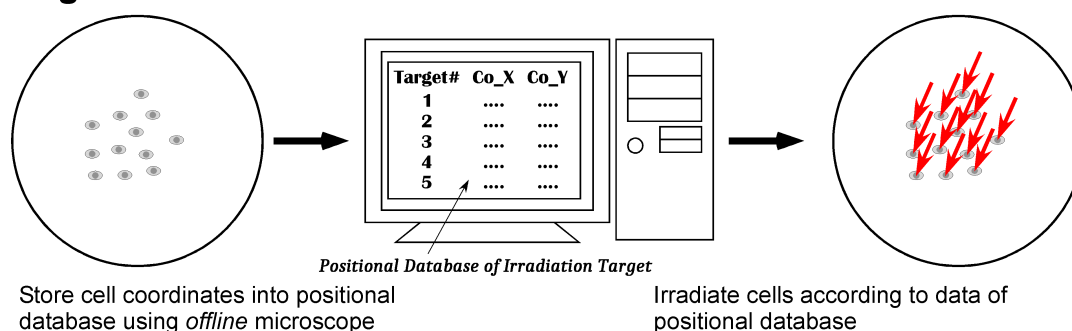 Target# Co_X Co_Y
1 .... ....
2 .... ....
3 .... ....
4 .... ....
5 .... ....
Positional Database of Irradiation Target
Store cell coordinates into positional
database using offline microscope
Irradiate cells according to data of
positional database